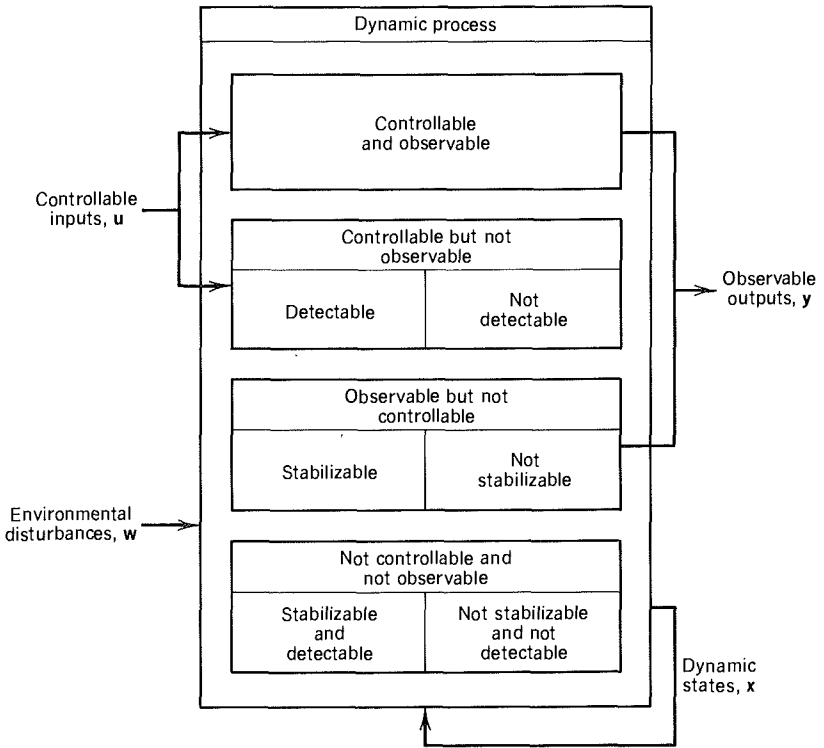 Dynamic process
Controllable
and observable
Controllable
inputs, u
Controllable but not
observable
Detectable
Not
detectable
Observable
outputs, y
Observable but not
controllable
Stabilizable
Not
stabilizable
Environmental
disturbances, w
Not controllable and
not observable
Stabilizable
and
detectable
Not stabilizable
and not
detectable
Dynamic
states, x